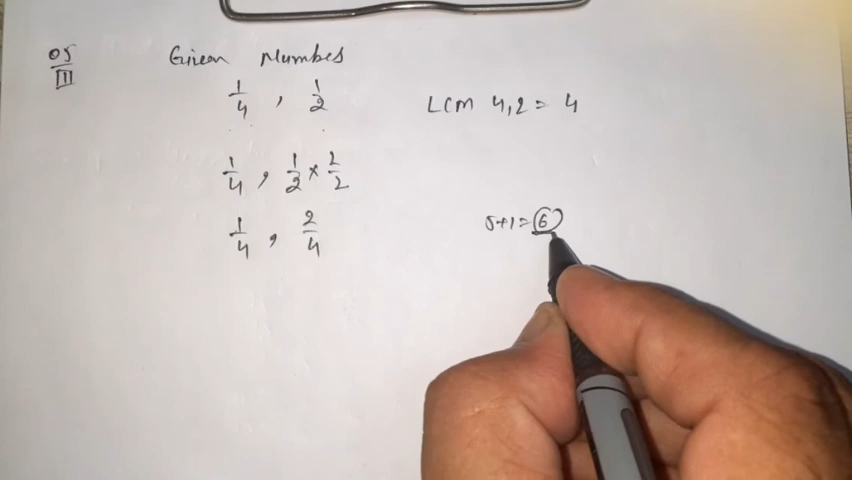 05
III
Given Number
1/4 , 1/2
LCM 4,2 = 4
1/4 , 1/2 × 2/2
1/4 , 2/4
5+1=6